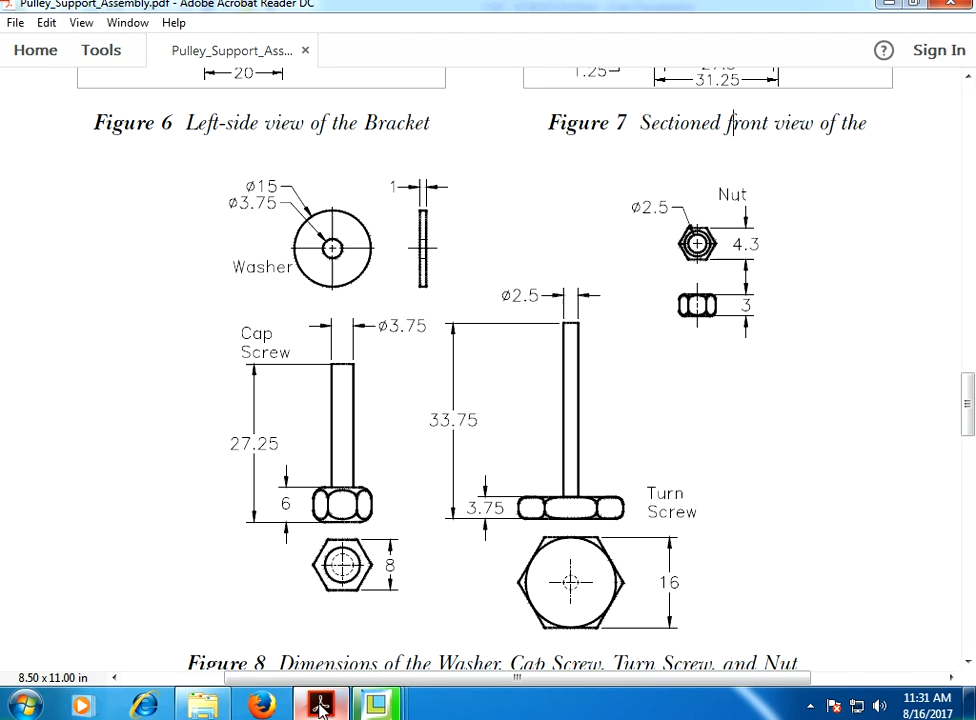 Pulley_Support_Assembly.pdf - Adobe Acrobat Reader DC
File Edit View Window Help
Home Tools Pulley_Support_Ass... × ? Sign In
20
1.25
31.25
Figure 6 Left-side view of the Bracket
Figure 7 Sectioned front view of the
ø15
ø3.75
1
Washer
Nut
ø2.5
4.3
3
ø2.5
Cap
Screw
ø3.75
27.25
33.75
6
3.75
Turn
Screw
8
16
Figure 8 Dimensions of the Washer, Cap Screw, Turn Screw, and Nut
8.50 x 11.00 in
11:31 AM
8/16/2017